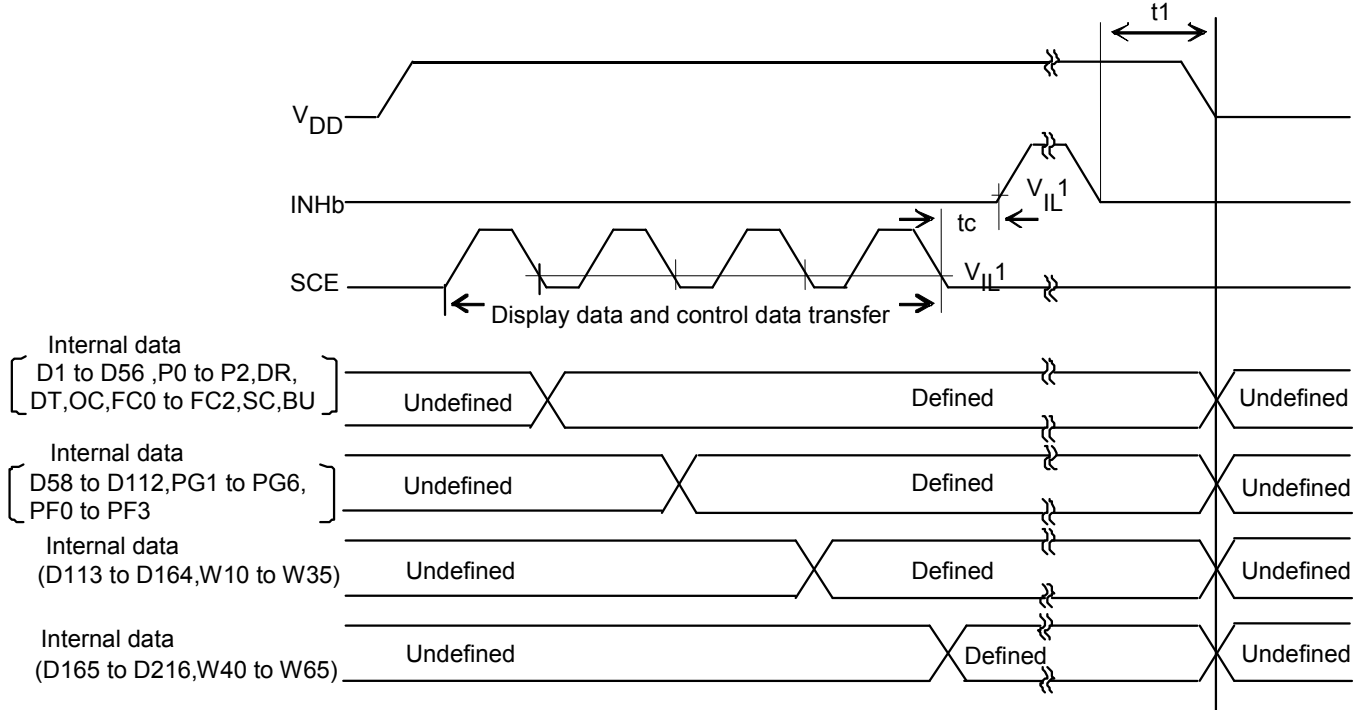 t1
VDD
INHb
VIL1
tc
SCE
VIL1
Display data and control data transfer
Internal data
D1 to D56 ,P0 to P2,DR,
DT,OC,FC0 to FC2,SC,BU
Undefined
Defined
Undefined
Internal data
D58 to D112,PG1 to PG6,
PF0 to PF3
Undefined
Defined
Undefined
Internal data
(D113 to D164,W10 to W35)
Undefined
Defined
Undefined
Internal data
(D165 to D216,W40 to W65)
Undefined
Defined
Undefined